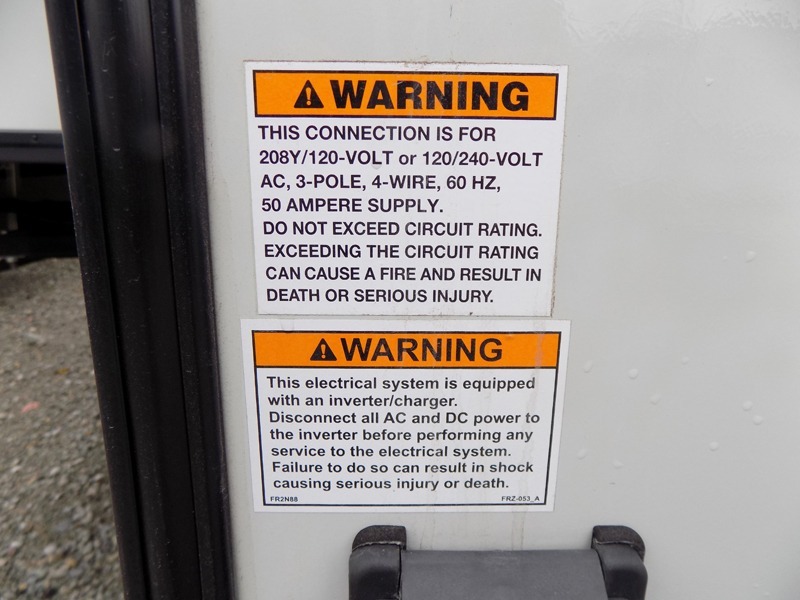 ⚠ WARNING
THIS CONNECTION IS FOR
208Y/120-VOLT or 120/240-VOLT
AC, 3-POLE, 4-WIRE, 60 HZ,
50 AMPERE SUPPLY.
DO NOT EXCEED CIRCUIT RATING.
EXCEEDING THE CIRCUIT RATING
CAN CAUSE A FIRE AND RESULT IN
DEATH OR SERIOUS INJURY.
⚠ WARNING
This electrical system is equipped
with an inverter/charger.
Disconnect all AC and DC power to
the inverter before performing any
service to the electrical system.
Failure to do so can result in shock
causing serious injury or death.
FR2N88 FRZ-053_A